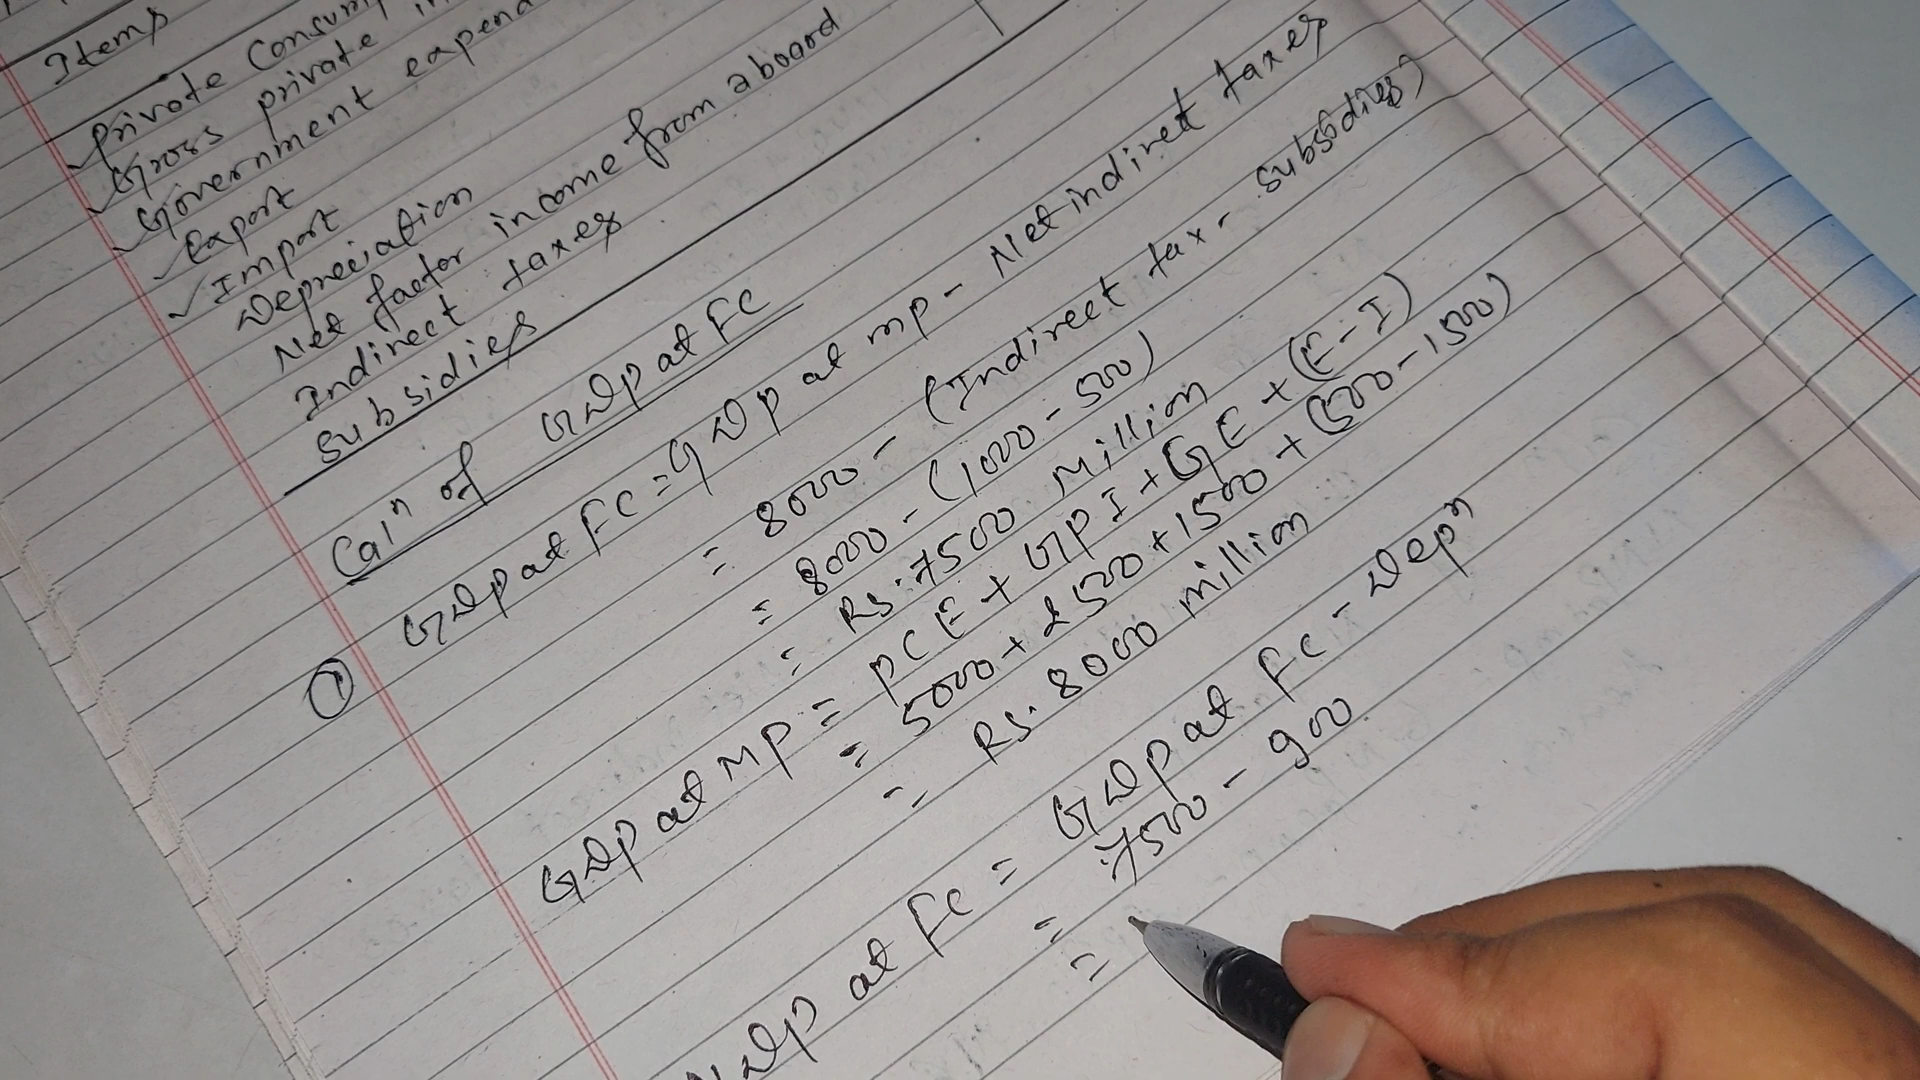 Items
Private Consum
Gross private in
Government expend
Export
Import
Depreciation
Net factor income from aboard
Indirect taxes
subsidies
Calⁿ of GDP at FC
① GDP at FC = GDP at mp - Net indirect taxes
= 8000 - (Indirect tax - subsidies)
= 8000 - (1000 - 500)
= Rs. 7500 Million
GDP at MP = PCE + GPI + GE + (E - I)
= 5000 + 2500 + 1500 + (500 - 1500)
= Rs. 8000 million
NDP at FC = GDP at FC - Depⁿ
= 7500 - 900
=